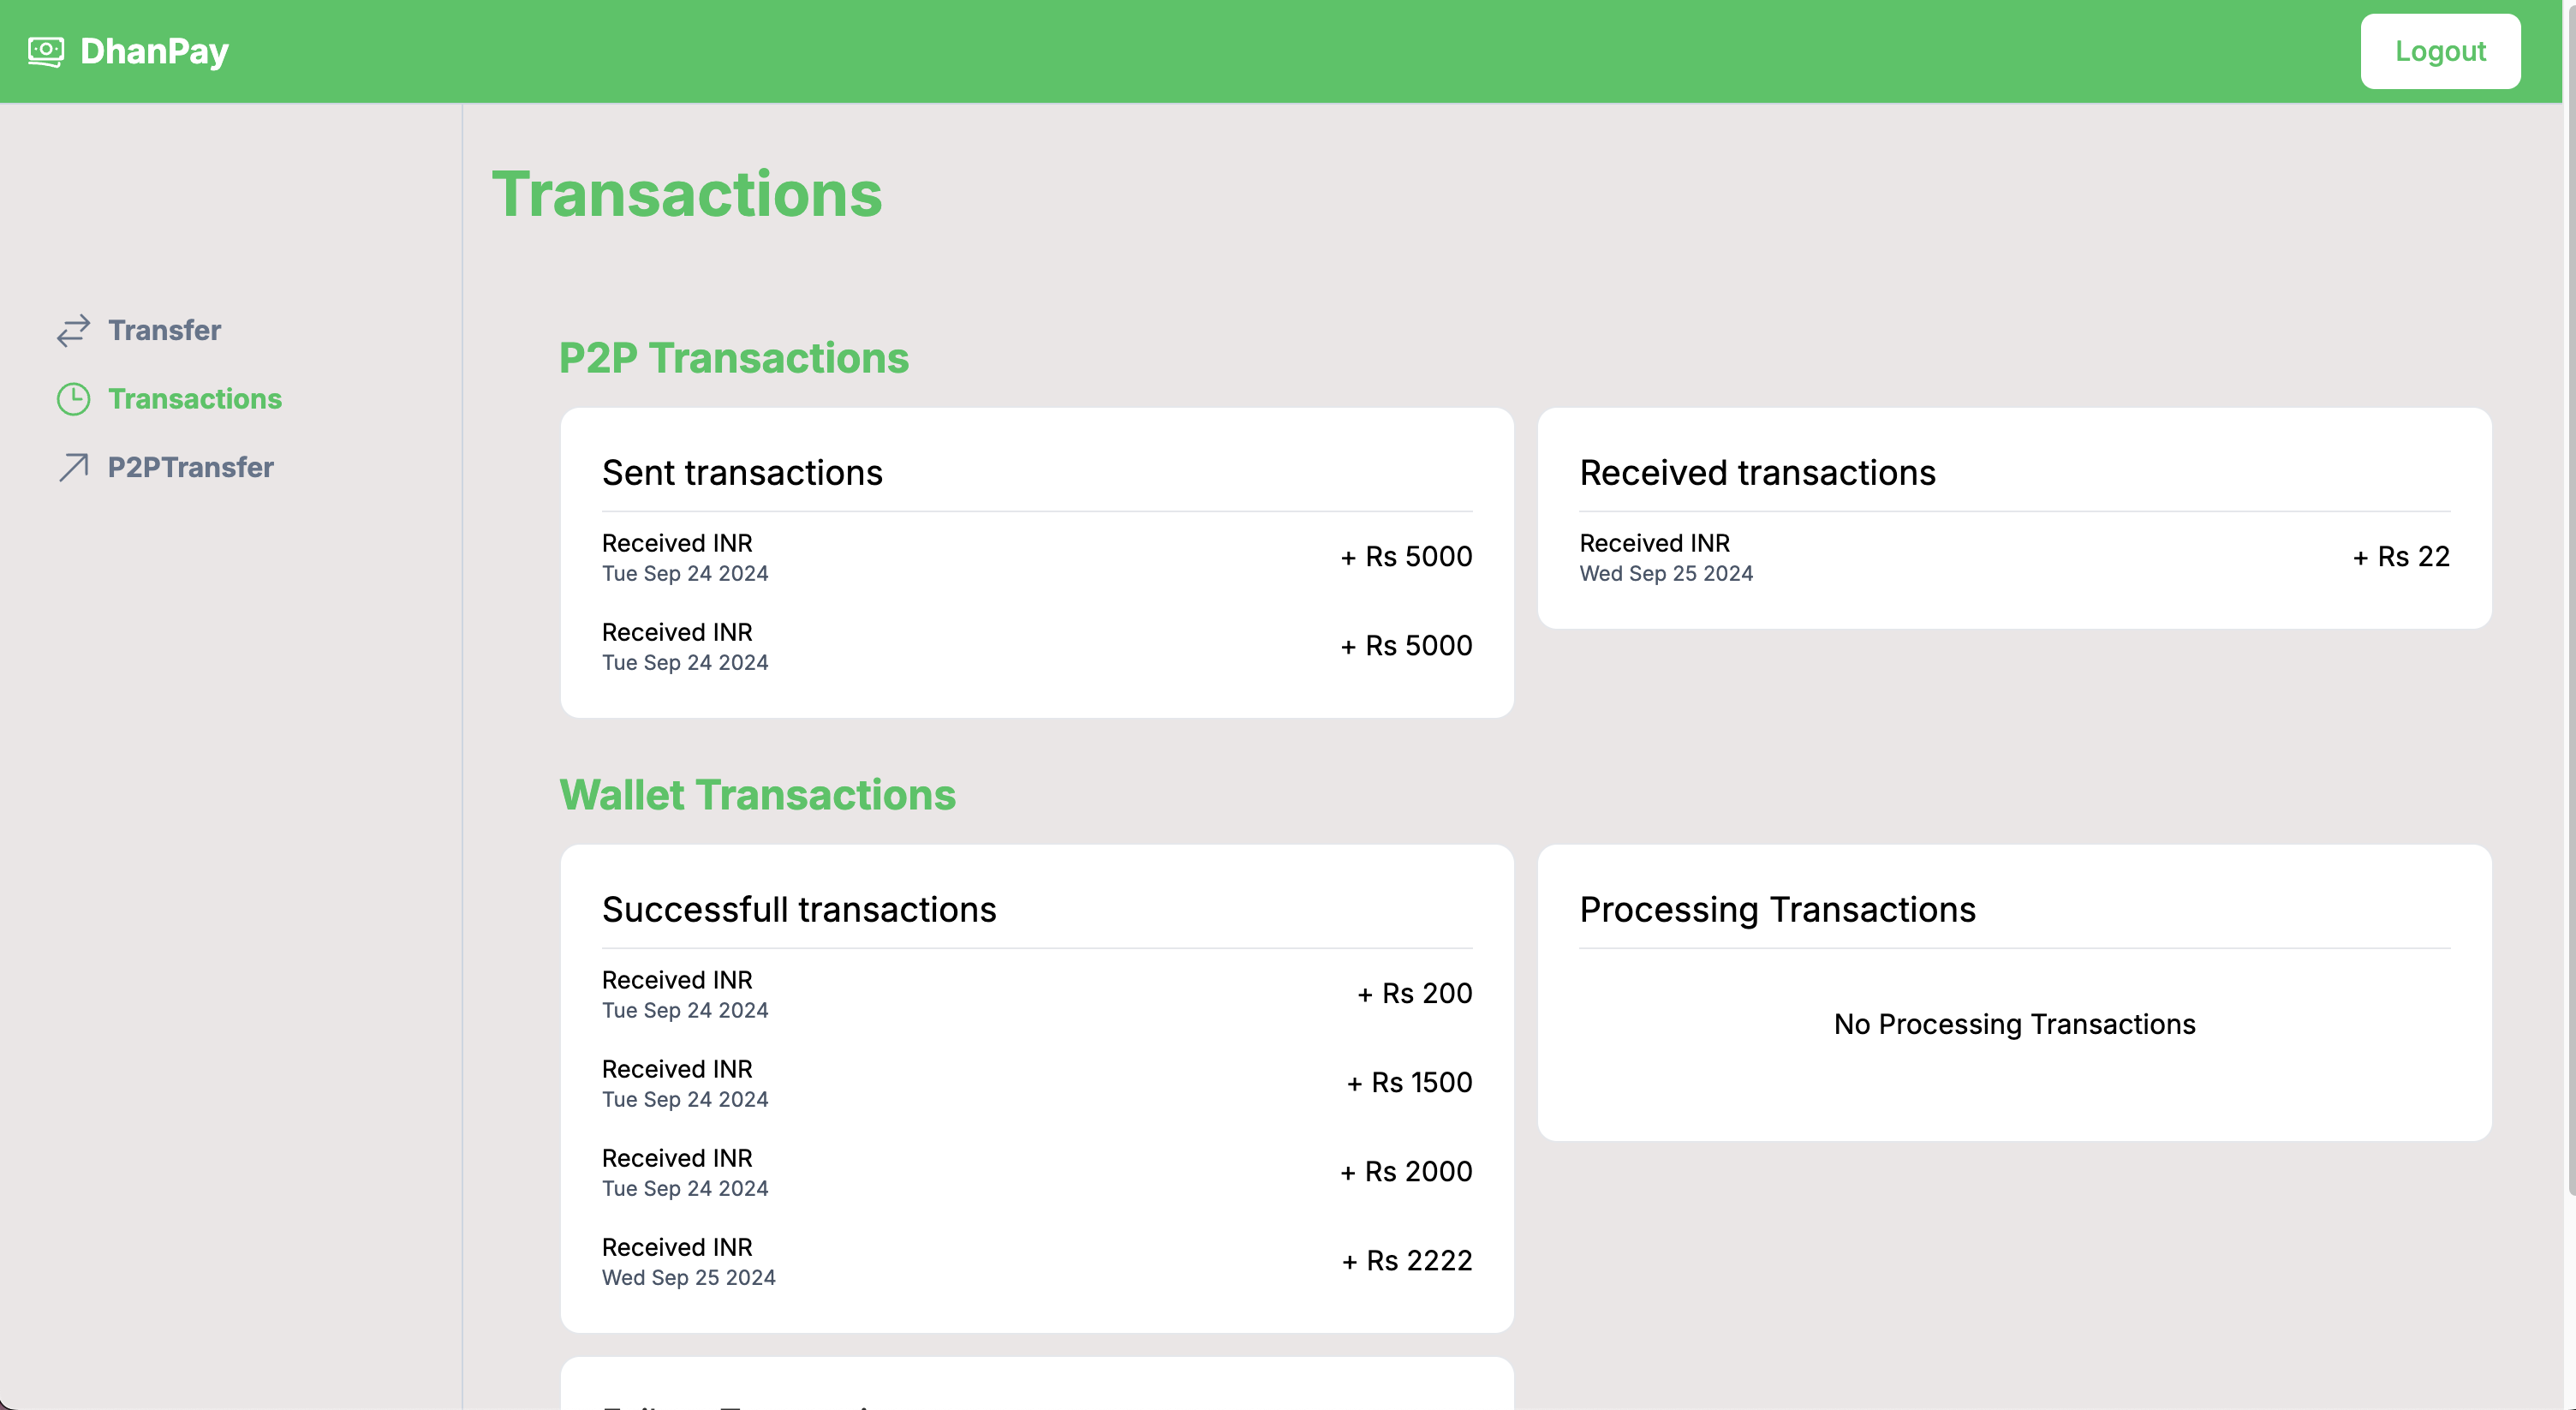 DhanPay
Logout
Transfer
Transactions
P2PTransfer
Transactions
P2P Transactions
Sent transactions
Received INR
Tue Sep 24 2024
+ Rs 5000
Received INR
Tue Sep 24 2024
+ Rs 5000
Received transactions
Received INR
Wed Sep 25 2024
+ Rs 22
Wallet Transactions
Successfull transactions
Received INR
Tue Sep 24 2024
+ Rs 200
Received INR
Tue Sep 24 2024
+ Rs 1500
Received INR
Tue Sep 24 2024
+ Rs 2000
Received INR
Wed Sep 25 2024
+ Rs 2222
Processing Transactions
No Processing Transactions